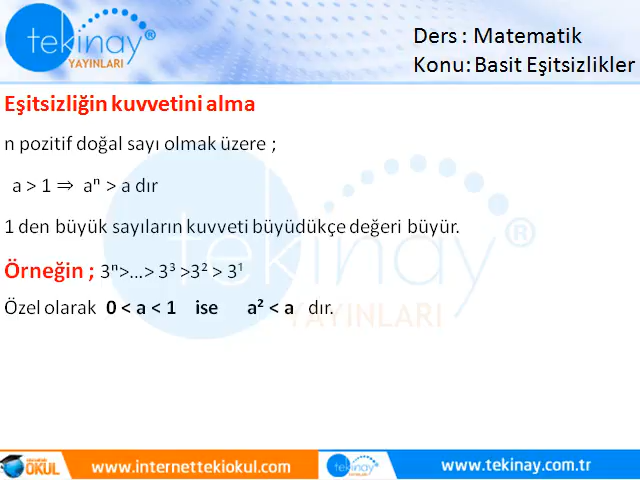 tekinay®
YAYINLARI
Ders : Matematik
Konu: Basit Eşitsizlikler
Eşitsizliğin kuvvetini alma
n pozitif doğal sayı olmak üzere ;
a > 1 ⇒ aⁿ > a dır
1 den büyük sayıların kuvveti büyüdükçe değeri büyür.
Örneğin ; 3ⁿ>...> 3³ >3² > 3¹
Özel olarak 0 < a < 1 ise a² < a dır.
tekinay®
YAYINLARI
OKUL
www.internettekiokul.com
tekinay
www.tekinay.com.tr